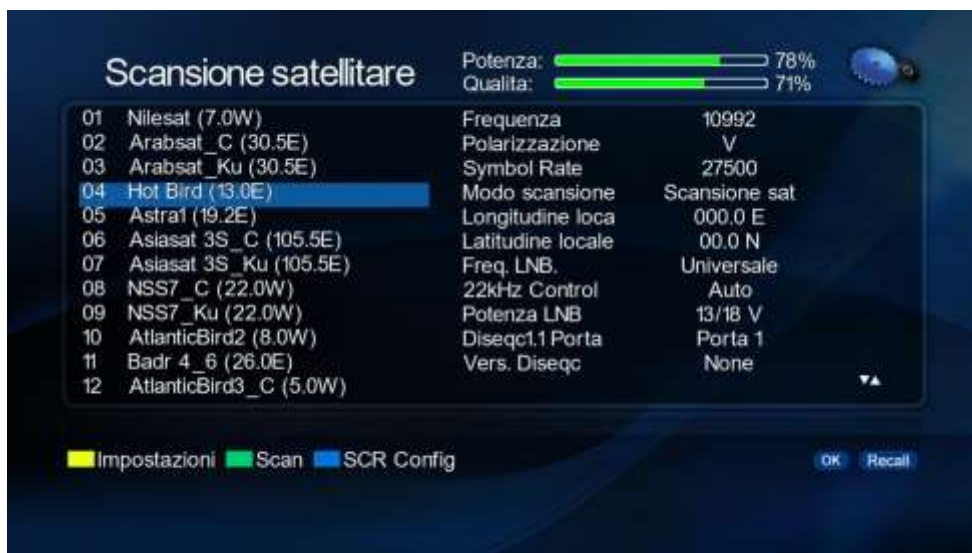 Scansione satellitare
Potenza: 78%
Qualita: 71%
01 Nilesat (7.0W)
02 Arabsat_C (30.5E)
03 Arabsat_Ku (30.5E)
04 Hot Bird (13.0E)
05 Astra1 (19.2E)
06 Asiasat 3S_C (105.5E)
07 Asiasat 3S_Ku (105.5E)
08 NSS7_C (22.0W)
09 NSS7_Ku (22.0W)
10 AtlanticBird2 (8.0W)
11 Badr 4_6 (26.0E)
12 AtlanticBird3_C (5.0W)
Frequenza 10992
Polarizzazione V
Symbol Rate 27500
Modo scansione Scansione sat
Longitudine loca 000.0 E
Latitudine locale 00.0 N
Freq. LNB. Universale
22kHz Control Auto
Potenza LNB 13/18 V
Diseqc1.1 Porta Porta 1
Vers. Diseqc None
Impostazioni Scan SCR Config
OK Recall